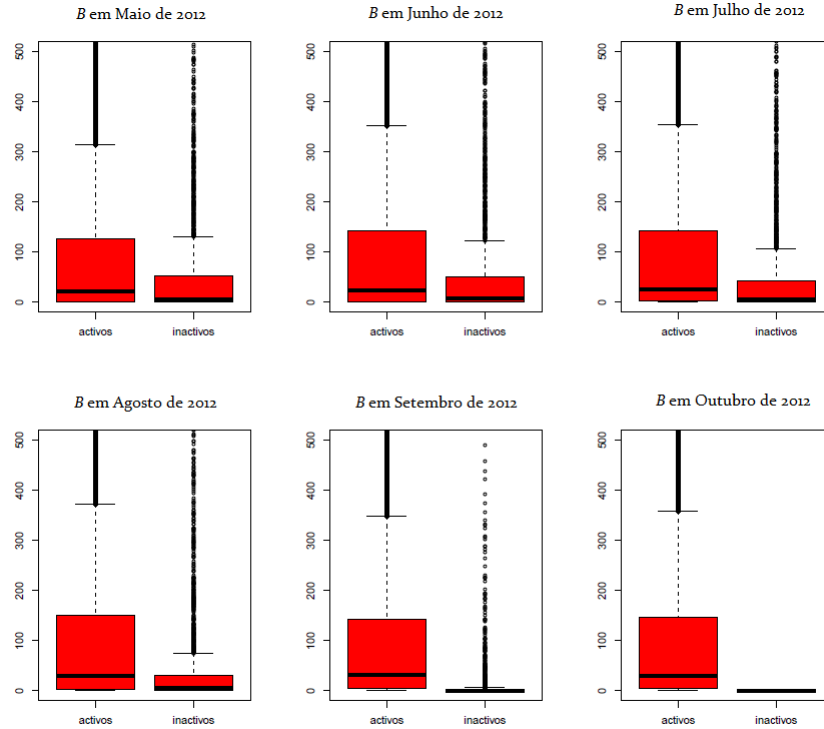 B em Maio de 2012
B em Junho de 2012
B em Julho de 2012
500
400
300
200
100
0
activos
inactivos
500
400
300
200
100
0
activos
inactivos
500
400
300
200
100
0
activos
inactivos
B em Agosto de 2012
B em Setembro de 2012
B em Outubro de 2012
500
400
300
200
100
0
activos
inactivos
500
400
300
200
100
0
activos
inactivos
500
400
300
200
100
0
activos
inactivos